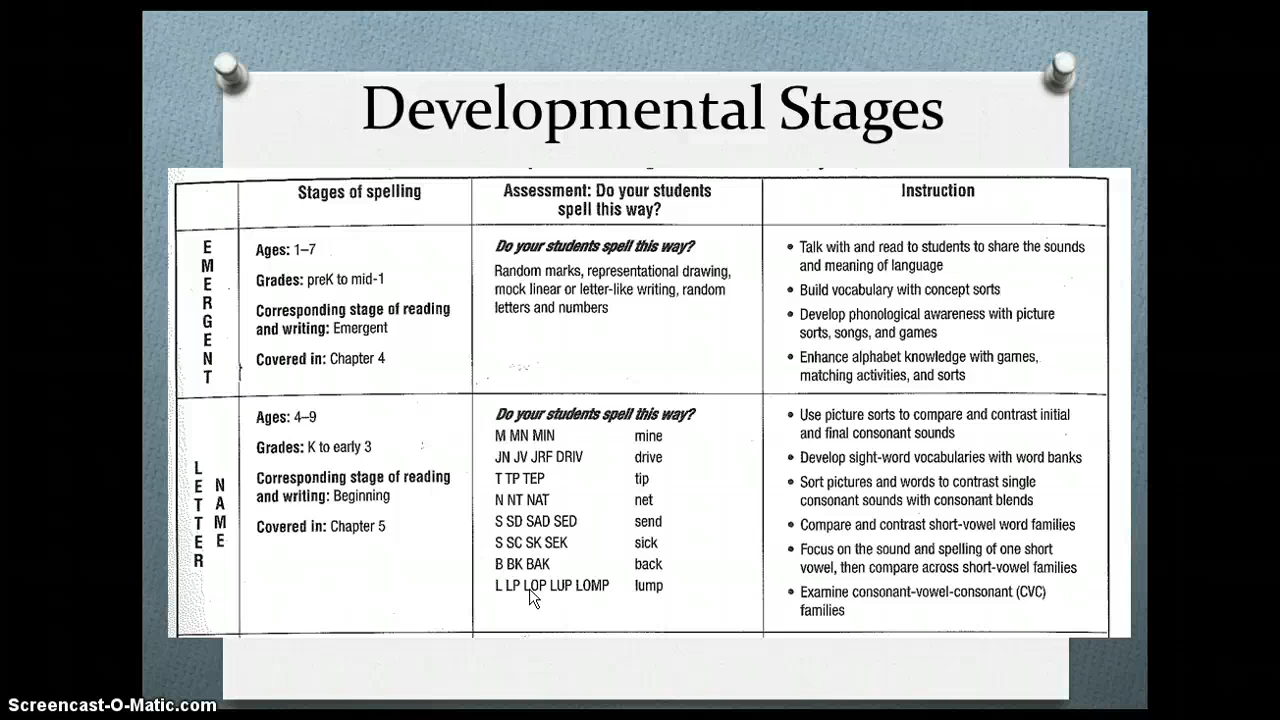 Developmental Stages
Stages of spelling
Assessment: Do your students
spell this way?
Instruction
EMERGENT
Ages: 1–7
Grades: preK to mid-1
Corresponding stage of reading
and writing: Emergent
Covered in: Chapter 4
Do your students spell this way?
Random marks, representational drawing,
mock linear or letter-like writing, random
letters and numbers
• Talk with and read to students to share the sounds
and meaning of language
• Build vocabulary with concept sorts
• Develop phonological awareness with picture
sorts, songs, and games
• Enhance alphabet knowledge with games,
matching activities, and sorts
LETTER
NAME
Ages: 4–9
Grades: K to early 3
Corresponding stage of reading
and writing: Beginning
Covered in: Chapter 5
Do your students spell this way?
M MN MIN mine
JN JV JRF DRIV drive
T TP TEP tip
N NT NAT net
S SD SAD SED send
S SC SK SEK sick
B BK BAK back
L LP LOP LUP LOMP lump
• Use picture sorts to compare and contrast initial
and final consonant sounds
• Develop sight-word vocabularies with word banks
• Sort pictures and words to contrast single
consonant sounds with consonant blends
• Compare and contrast short-vowel word families
• Focus on the sound and spelling of one short
vowel, then compare across short-vowel families
• Examine consonant-vowel-consonant (CVC)
families
Screencast-O-Matic.com